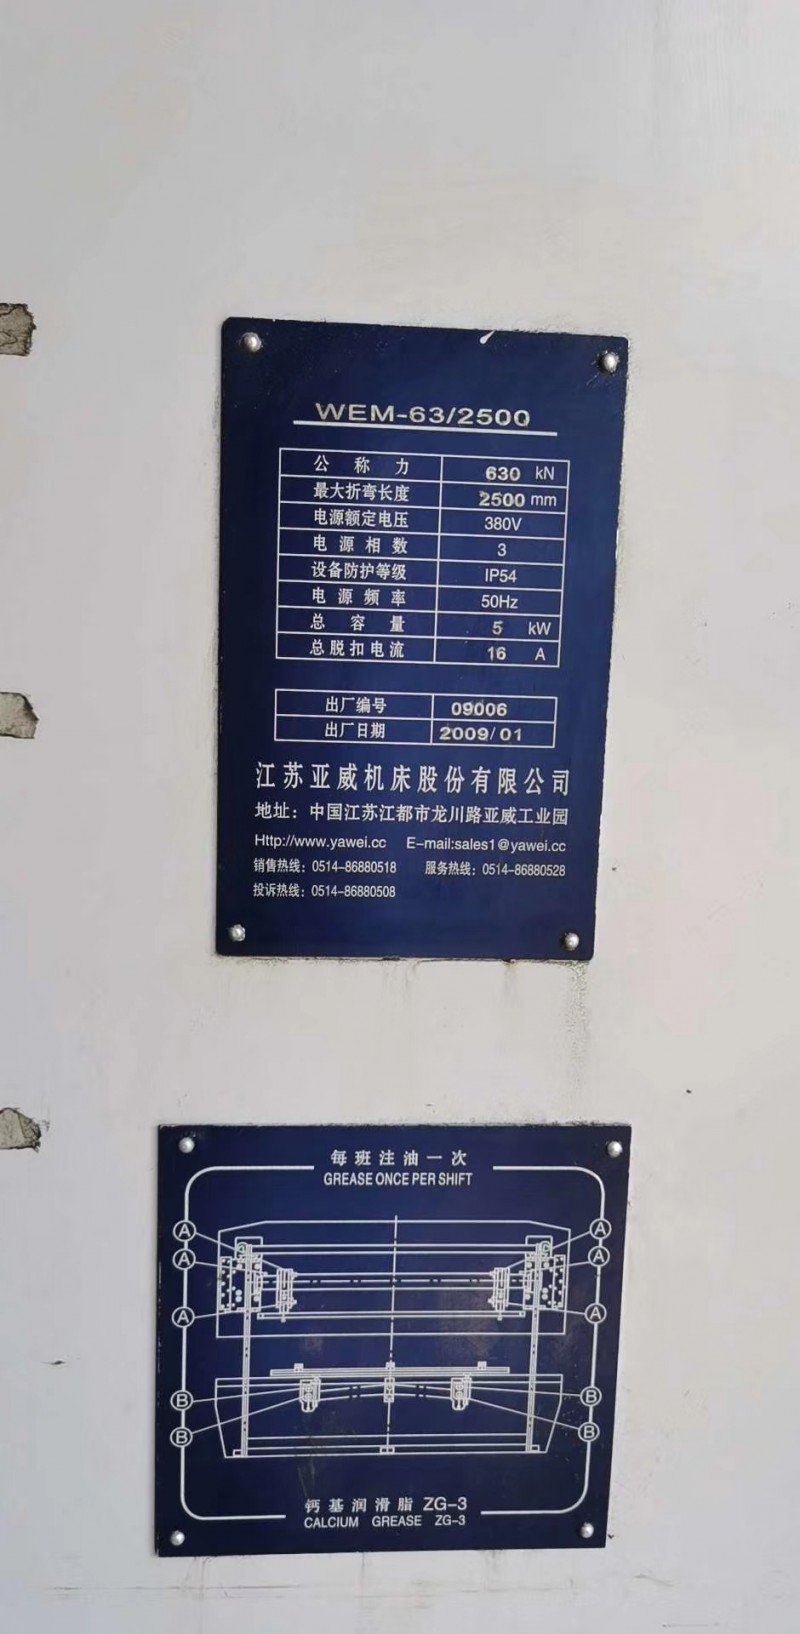 WEM-63/2500
公称力 630 kN
最大折弯长度 2500 mm
电源额定电压 380V
电源相数 3
设备防护等级 IP54
电源频率 50Hz
总容量 5 kW
总脱扣电流 16 A
出厂编号 09006
出厂日期 2009/01
江苏亚威机床股份有限公司
地址：中国江苏江都市龙川路亚威工业园
Http://www.yawei.cc E-mail:sales1@yawei.cc
销售热线：0514-86880518 服务热线：0514-86880528
投诉热线：0514-86880508
每班注油一次
GREASE ONCE PER SHIFT
A A
A A
A A
B B
B B
钙基润滑脂 ZG-3
CALCIUM GREASE ZG-3